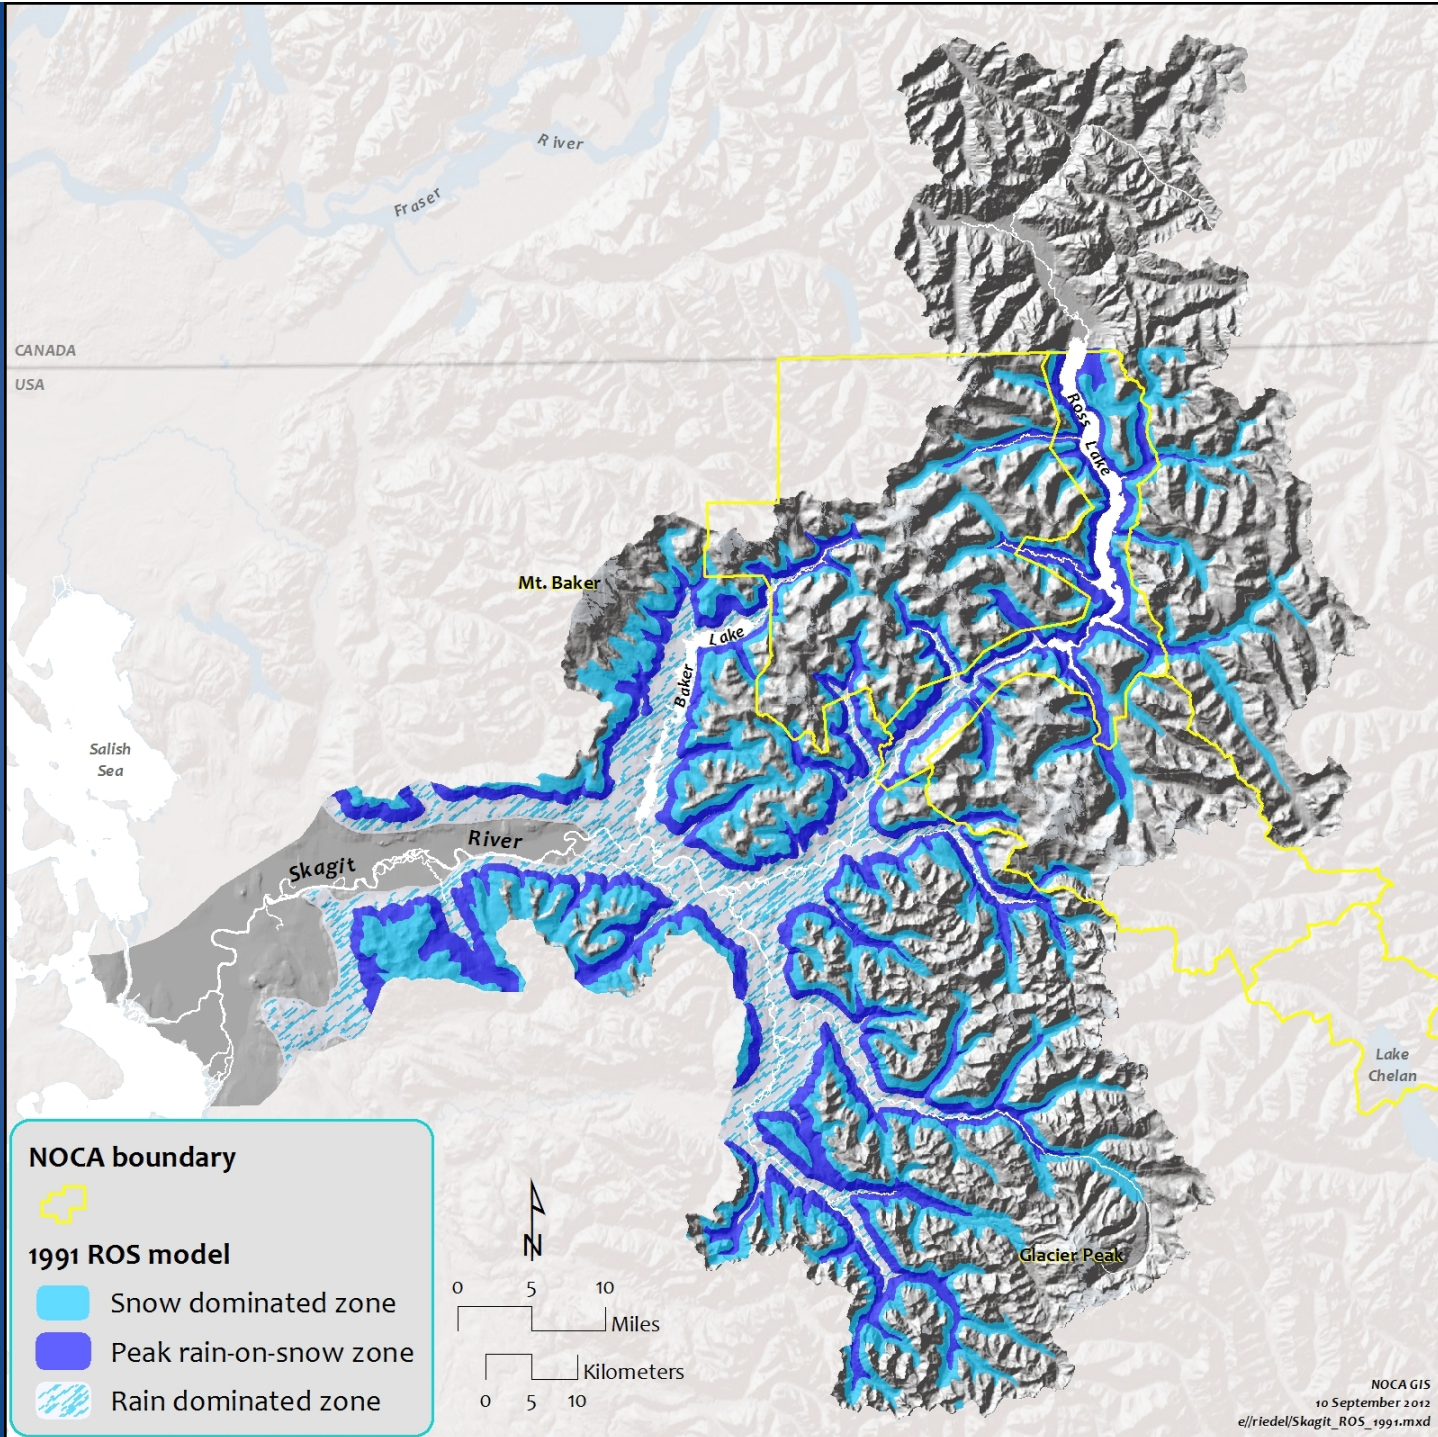 River
Fraser
CANADA
USA
Ross Lake
Mt. Baker
Lake
Baker
Salish
Sea
River
Skagit
Lake
Chelan
Glacier Peak
NOCA boundary
1991 ROS model
Snow dominated zone
Peak rain-on-snow zone
Rain dominated zone
N
0 5 10
Miles
Kilometers
0 5 10
NOCA GIS
10 September 2012
e//riedel/Skagit_ROS_1991.mxd